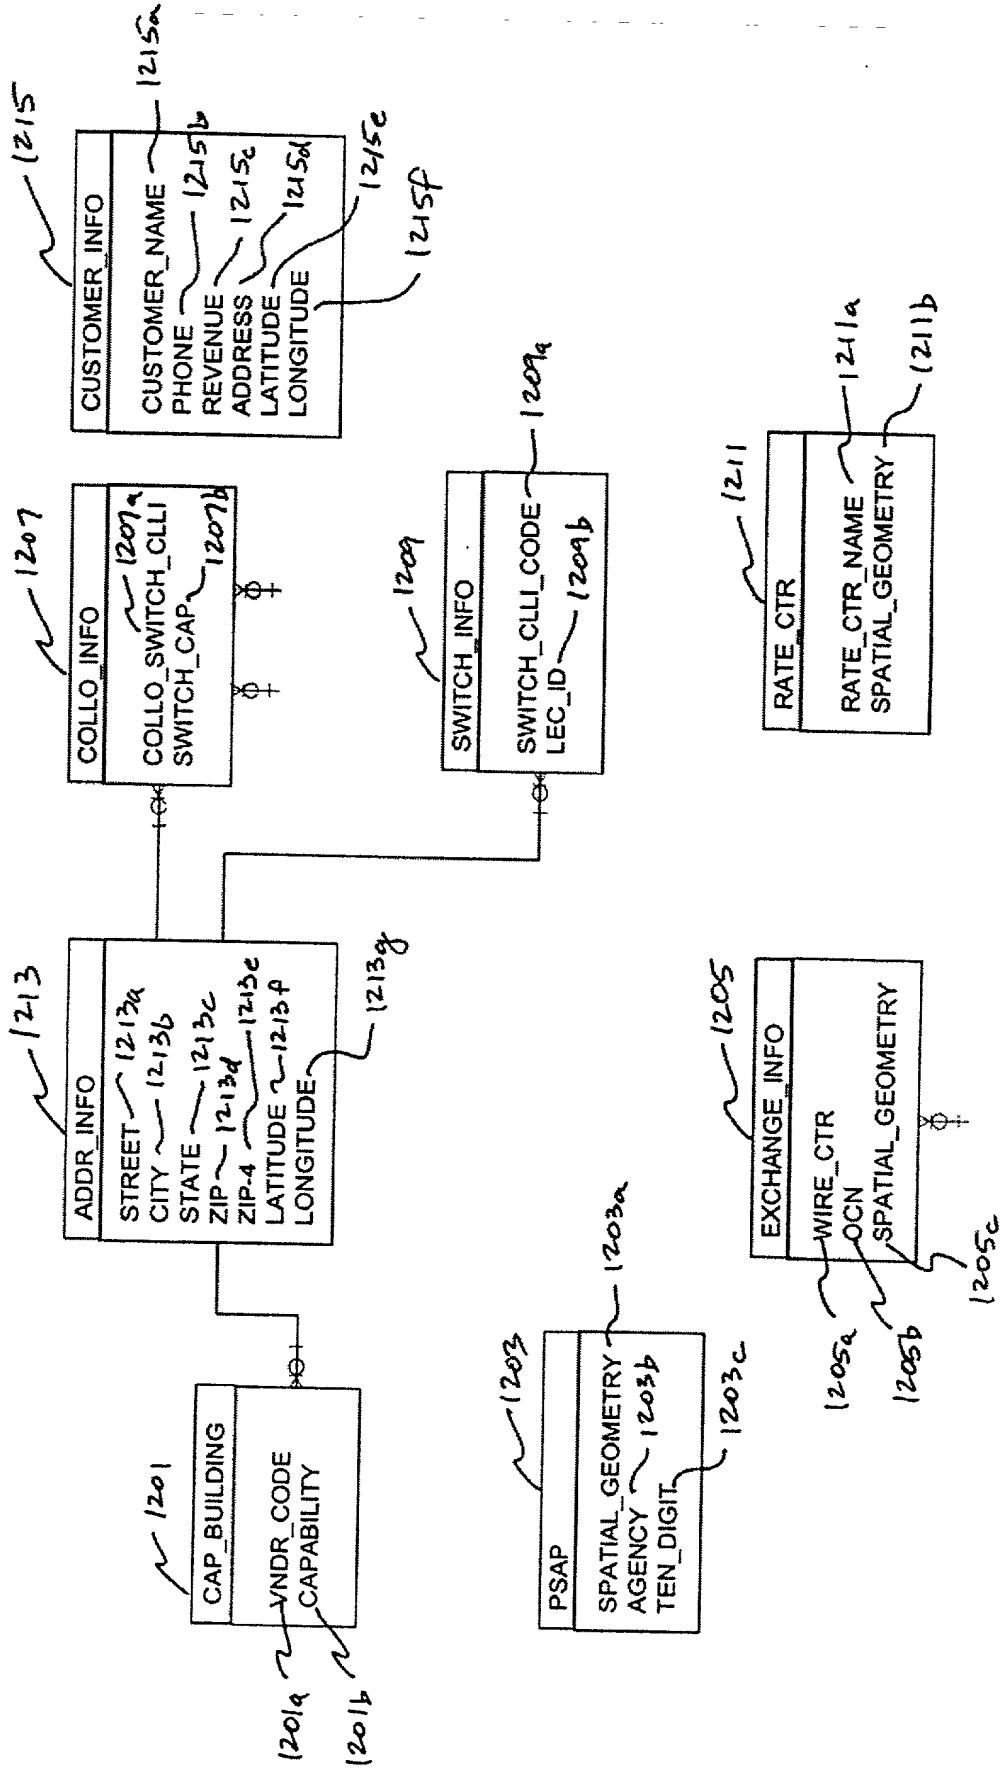 1201
CAP_BUILDING
VNDR_CODE
CAPABILITY
1201a
1201b
1213
ADDR_INFO
STREET 1213a
CITY 1213b
STATE 1213c
ZIP 1213d
ZIP-4 1213e
LATITUDE 1213f
LONGITUDE
1213g
1207
COLLO_INFO
1207a
COLLO_SWITCH_CLLI
SWITCH_CAP 1207b
1215
CUSTOMER_INFO
CUSTOMER_NAME 1215a
PHONE 1215b
REVENUE 1215c
ADDRESS 1215d
LATITUDE 1215e
LONGITUDE
1215f
1209
SWITCH_INFO
SWITCH_CLLI_CODE 1209a
LEC_ID 1209b
1203
PSAP
SPATIAL_GEOMETRY 1203a
AGENCY 1203b
TEN_DIGIT 1203c
1205
EXCHANGE_INFO
WIRE_CTR
OCN
SPATIAL_GEOMETRY
1205a
1205b
1205c
1211
RATE_CTR
RATE_CTR_NAME 1211a
SPATIAL_GEOMETRY 1211b